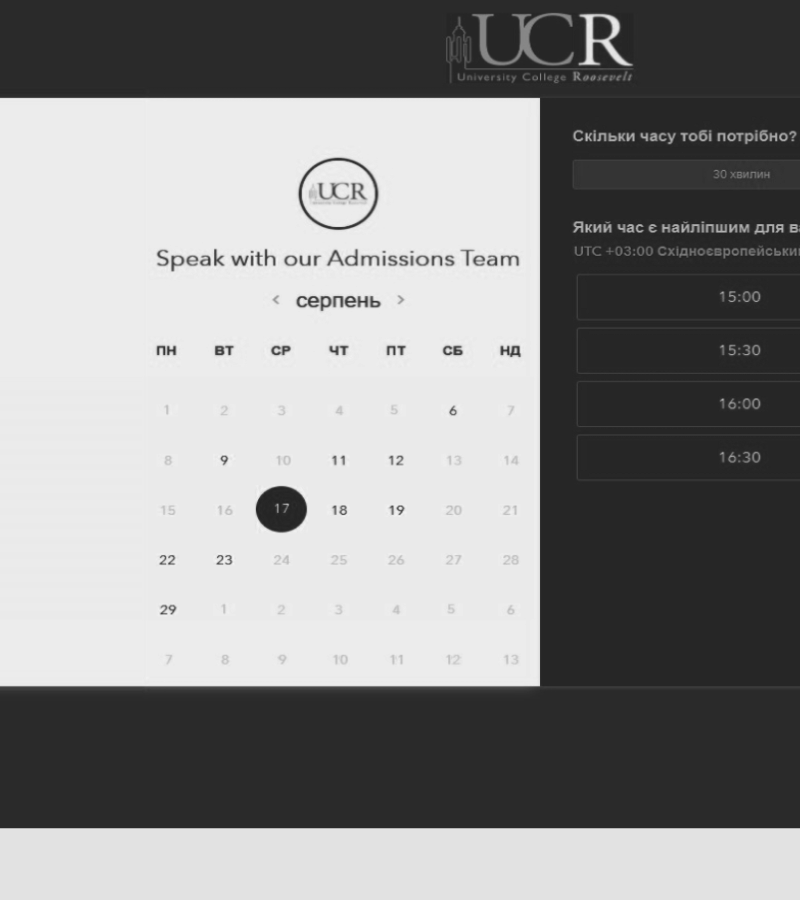 UCR
University College Roosevelt
UCR
Speak with our Admissions Team
< серпень >
ПН ВТ СР ЧТ ПТ СБ НД
1 2 3 4 5 6 7
8 9 10 11 12 13 14
15 16 17 18 19 20 21
22 23 24 25 26 27 28
29 1 2 3 4 5 6
7 8 9 10 11 12 13
Скільки часу тобі потрібно?
30 хвилин
Який час є найліпшим для ва
UTC +03:00 Східноєвропейськи
15:00
15:30
16:00
16:30